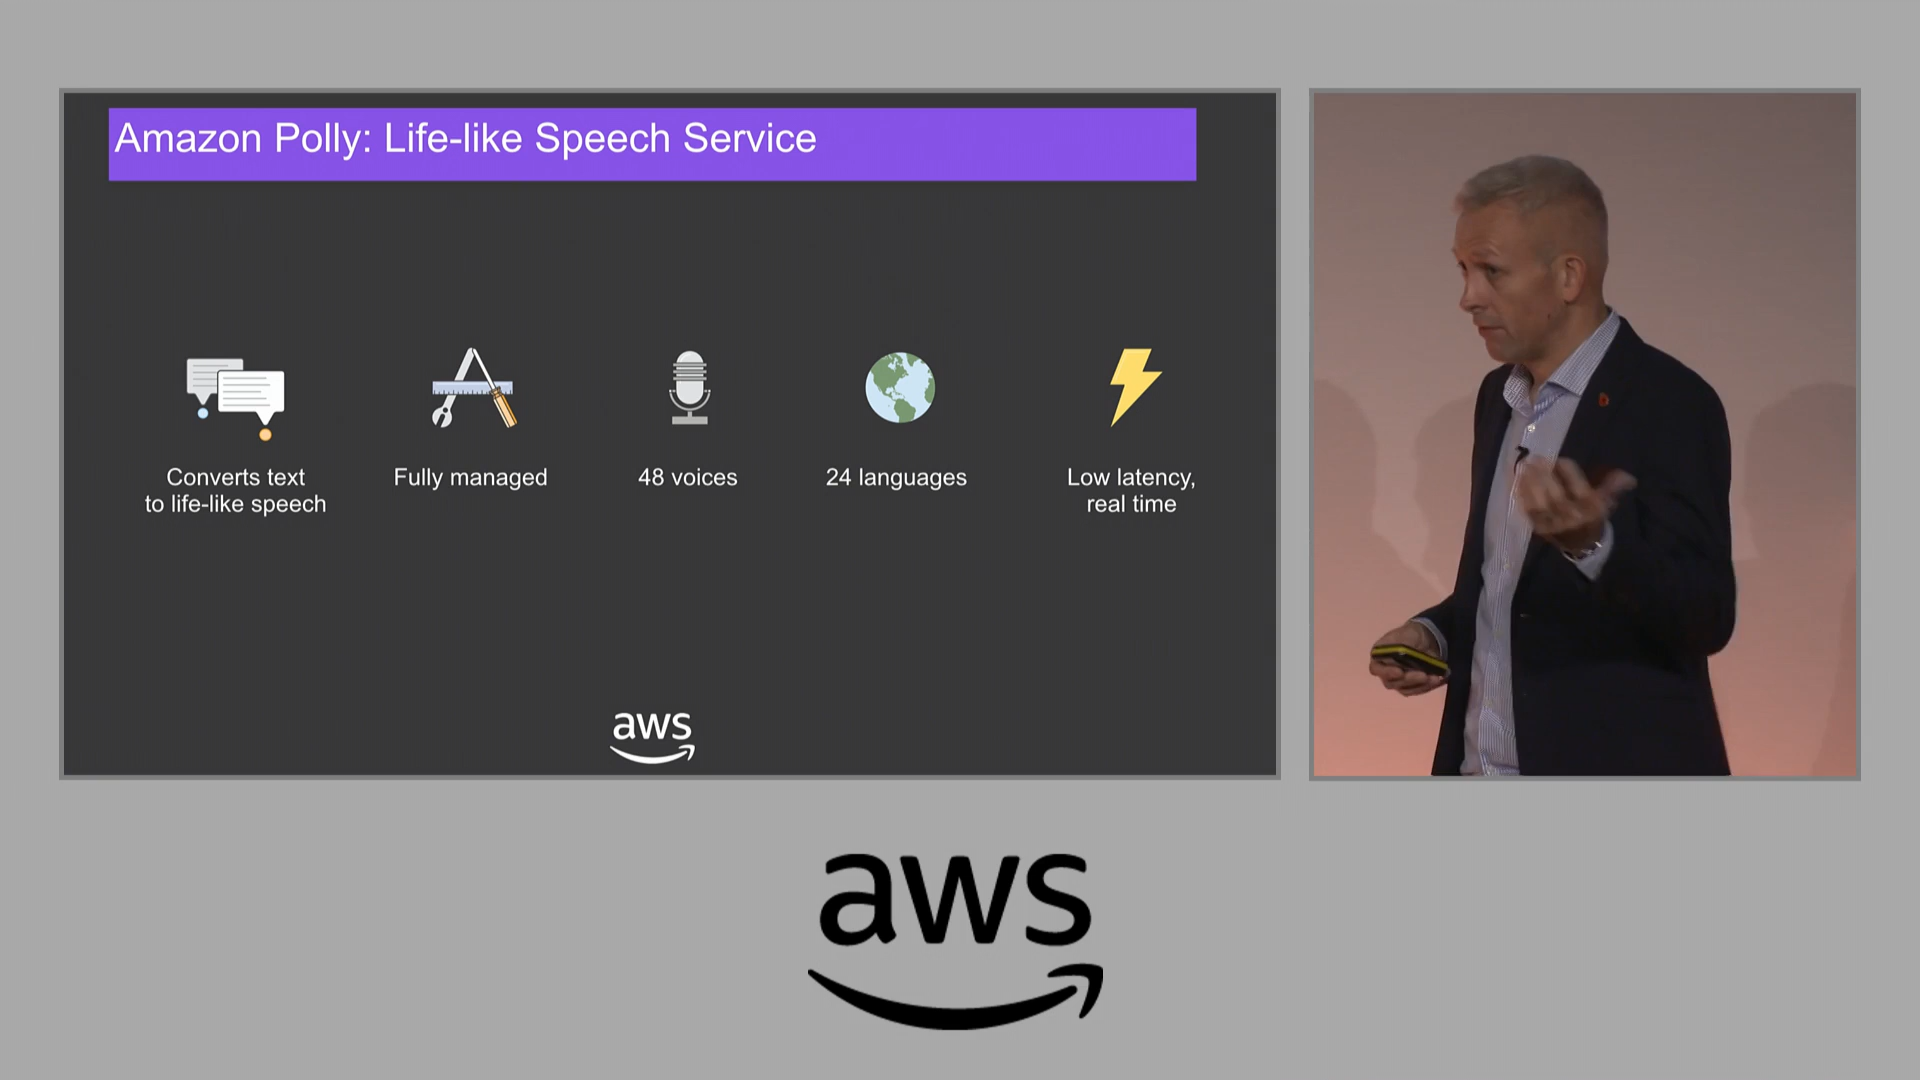 Amazon Polly: Life-like Speech Service
Converts text
to life-like speech
Fully managed
48 voices
24 languages
Low latency,
real time
aws
aws